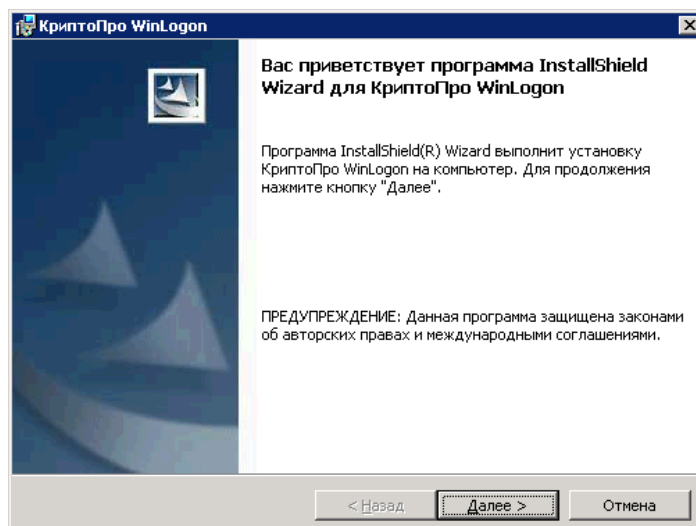 КриптоПро WinLogon
Вас приветствует программа InstallShield
Wizard для КриптоПро WinLogon
Программа InstallShield(R) Wizard выполнит установку
КриптоПро WinLogon на компьютер. Для продолжения
нажмите кнопку "Далее".
ПРЕДУПРЕЖДЕНИЕ: Данная программа защищена законами
об авторских правах и международными соглашениями.
< Назад
Далее >
Отмена